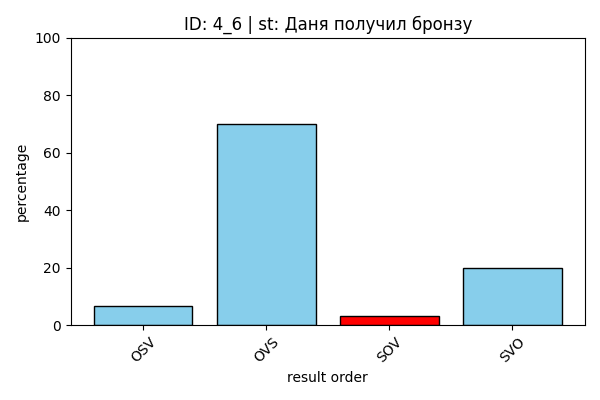 ID: 4_6 | st: Даня получил бронзу
100
80
60
40
20
0
percentage
OSV
OVS
SOV
SVO
result order